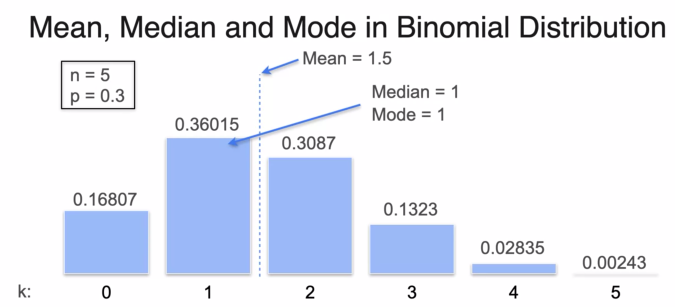 Mean, Median and Mode in Binomial Distribution
Mean = 1.5
n = 5
p = 0.3
Median = 1
Mode = 1
0.36015
0.3087
0.16807
0.1323
0.02835
0.00243
k: 0 1 2 3 4 5